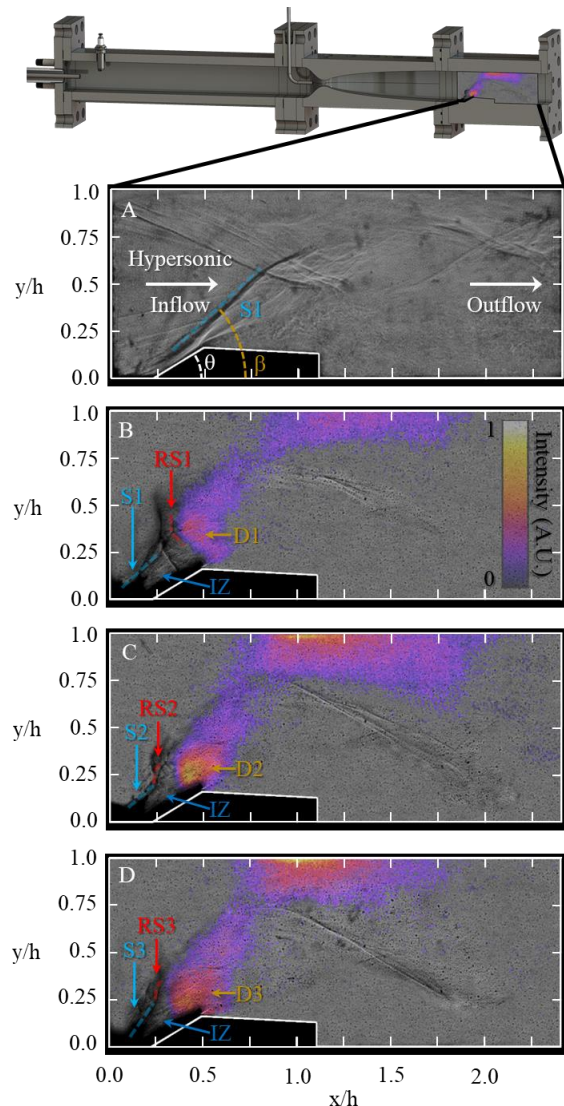 1.0
A
0.75
Hypersonic
y/h
0.5
Inflow
S1
Outflow
0.25
θ
β
0.0
1.0
B
1
0.75
RS1
Intensity (A.U.)
S1
y/h
0.5
D1
0.25
IZ
0
0.0
1.0
C
0.75
RS2
S2
y/h
0.5
D2
0.25
IZ
0.0
1.0
D
0.75
RS3
S3
y/h
0.5
D3
0.25
IZ
0.0
0.0
0.5
1.0
1.5
2.0
x/h